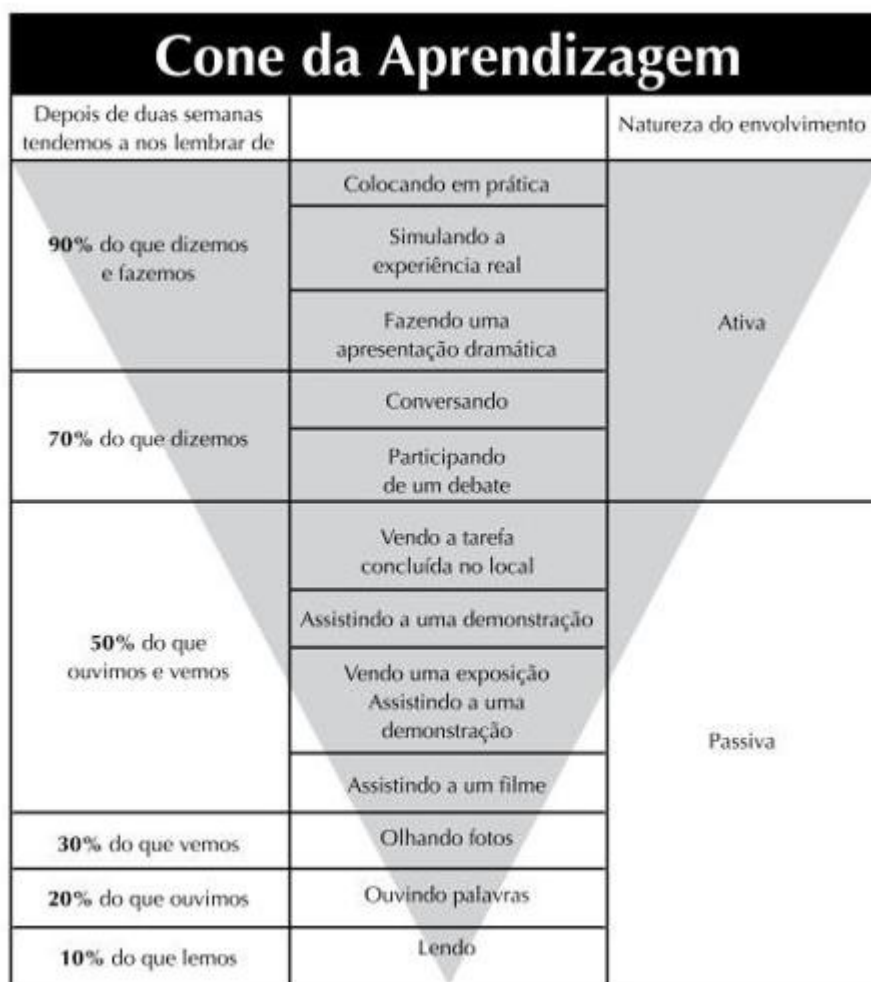 Cone da Aprendizagem
Depois de duas semanas
tendemos a nos lembrar de
Natureza do envolvimento
90% do que dizemos
e fazemos
Colocando em prática
Simulando a
experiência real
Fazendo uma
apresentação dramática
Ativa
70% do que dizemos
Conversando
Participando
de um debate
50% do que
ouvimos e vemos
Vendo a tarefa
concluída no local
Assistindo a uma demonstração
Vendo uma exposição
Assistindo a uma
demonstração
Assistindo a um filme
Passiva
30% do que vemos
Olhando fotos
20% do que ouvimos
Ouvindo palavras
10% do que lemos
Lendo